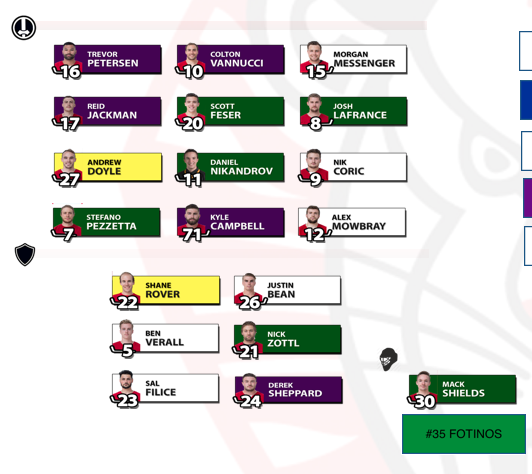 TREVOR
PETERSEN
16
COLTON
VANNUCCI
10
MORGAN
MESSENGER
15
REID
JACKMAN
17
SCOTT
FESER
20
JOSH
LAFRANCE
8
ANDREW
DOYLE
27
DANIEL
NIKANDROV
11
NIK
CORIC
9
STEFANO
PEZZETTA
7
KYLE
CAMPBELL
71
ALEX
MOWBRAY
12
SHANE
ROVER
22
JUSTIN
BEAN
26
BEN
VERALL
5
NICK
ZOTTL
21
SAL
FILICE
23
DEREK
SHEPPARD
24
MACK
SHIELDS
30
#35 FOTINOS